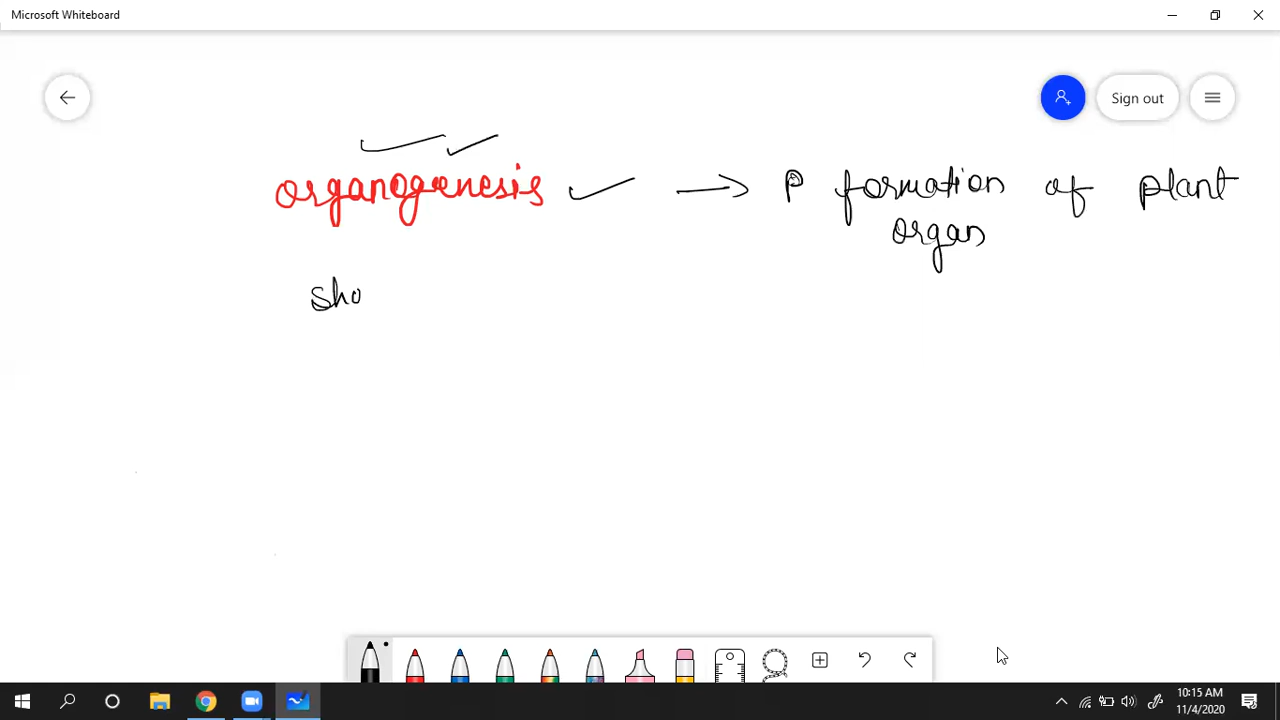 Microsoft Whiteboard
Sign out
organogenesis → P formation of plant
organ
sho
10:15 AM
11/4/2020